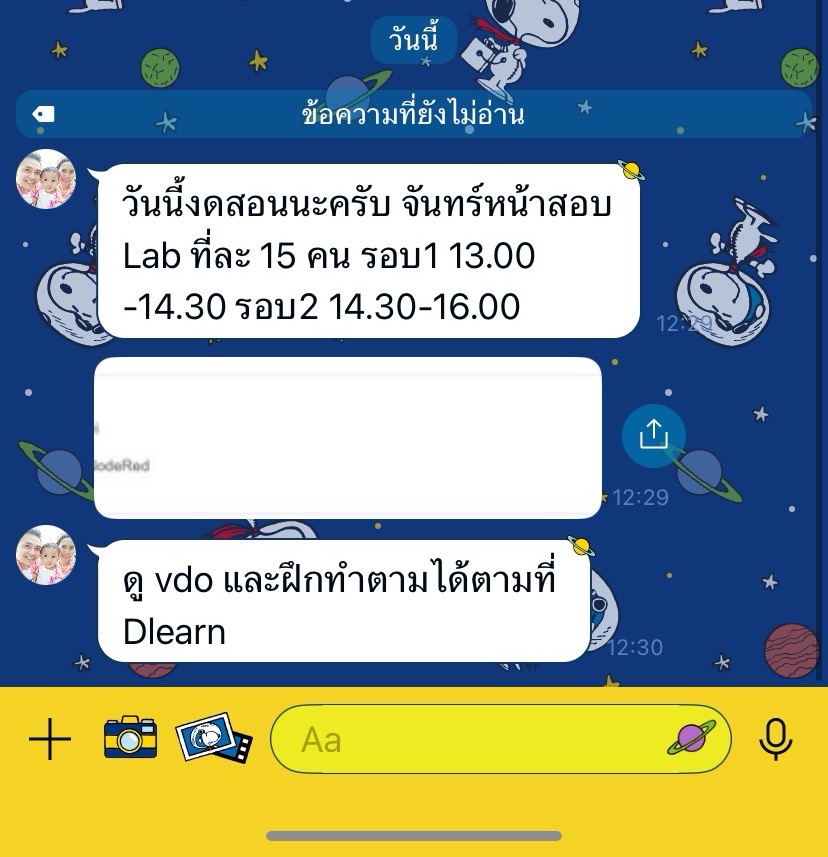 วันนี้
ข้อความที่ยังไม่อ่าน
วันนี้งดสอนนะครับ จันทร์หน้าสอบ
Lab ที่ละ 15 คน รอบ1 13.00
-14.30 รอบ2 14.30-16.00
12:29
lodeRed
12:29
ดู vdo และฝึกทำตามได้ตามที่
Dlearn
12:30
Aa